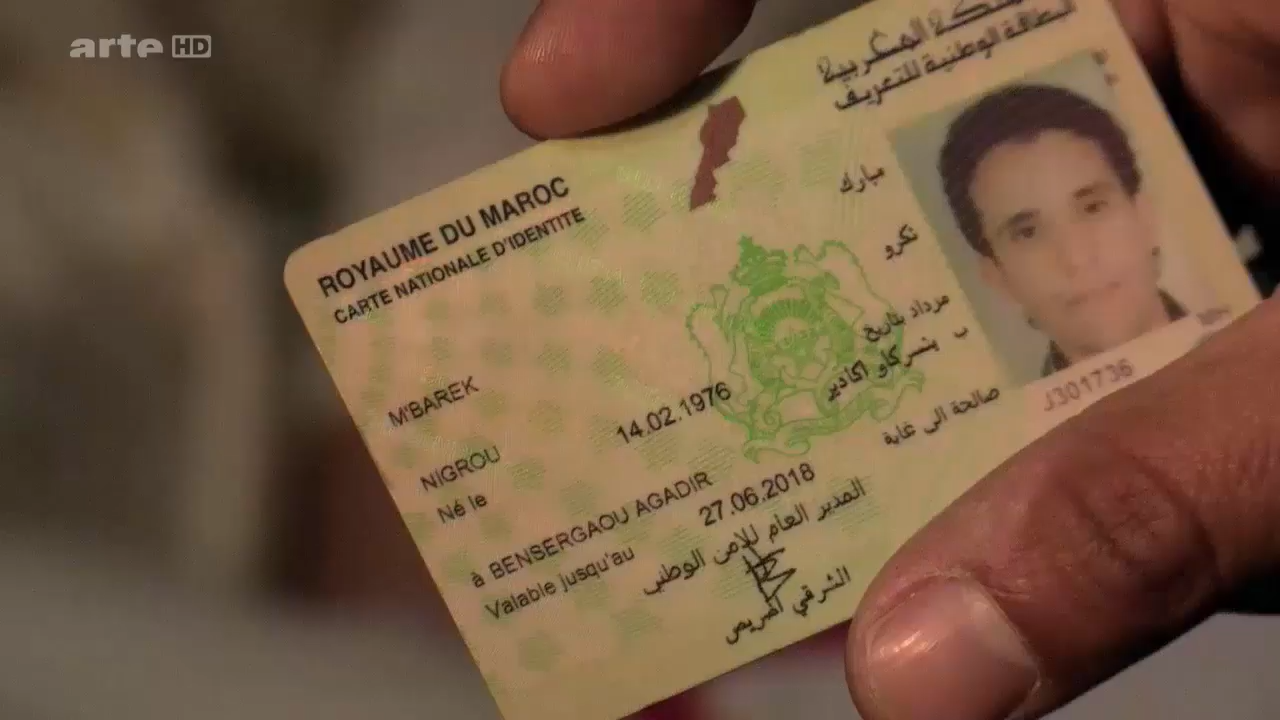 arte HD
المملكة المغربية
البطاقة الوطنية للتعريف
ROYAUME DU MAROC
CARTE NATIONALE D'IDENTITE
مبارك
M'BAREK
نكرو
NIGROU
مزداد بتاريخ
Né le
14.02.1976
ب بنسركاو اكادير
à BENSERGAOU AGADIR
صالحة الى غاية
Valable jusqu'au
27.06.2018
المدير العام للامن الوطني
الشرقي اضريص
J301736